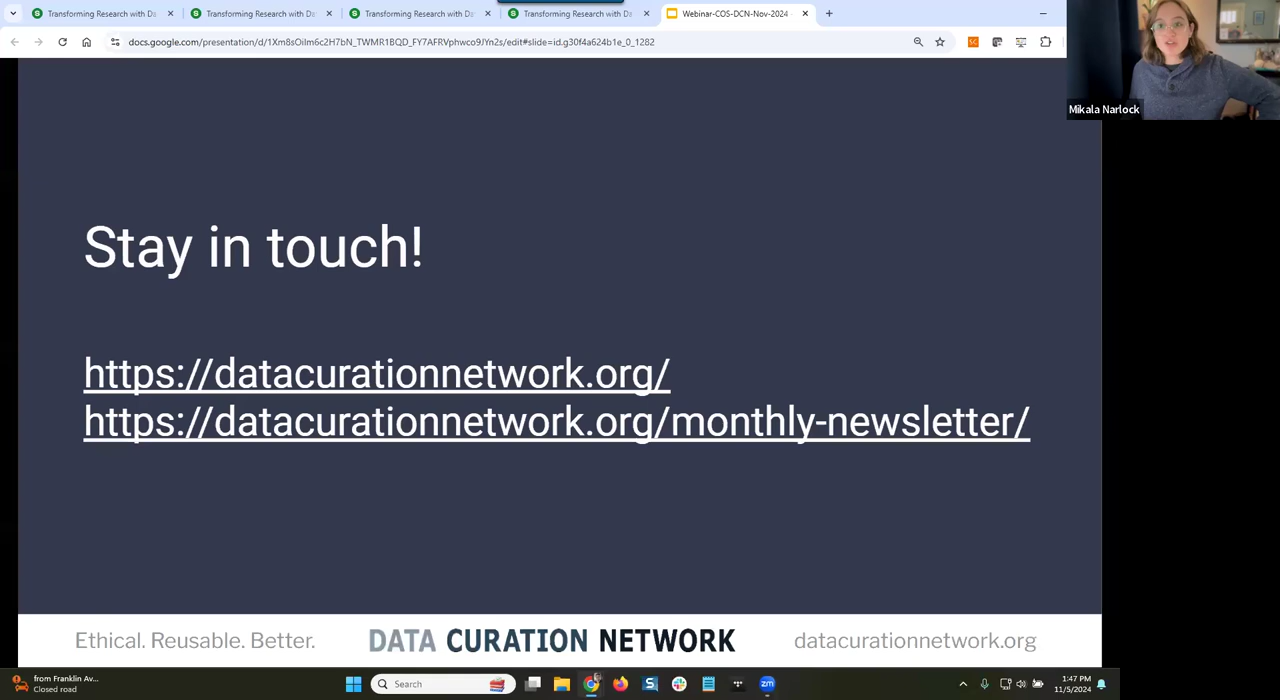 Transforming Research with Da
Transforming Research with Da
Transforming Research with Da
Transforming Research with Da
Webinar-COS-DCN-Nov-2024
docs.google.com/presentation/d/1Xm8sOilm6c2H7bN_TWMR1BQD_FY7AFRVphwco9JYn2s/edit#slide=id.g30f4a624b1e_0_1282
Mikala Narlock
Stay in touch!
https://datacurationnetwork.org/
https://datacurationnetwork.org/monthly-newsletter/
Ethical. Reusable. Better.
DATA CURATION NETWORK
datacurationnetwork.org
from Franklin Av...
Closed road
Search
zm
1:47 PM
11/5/2024